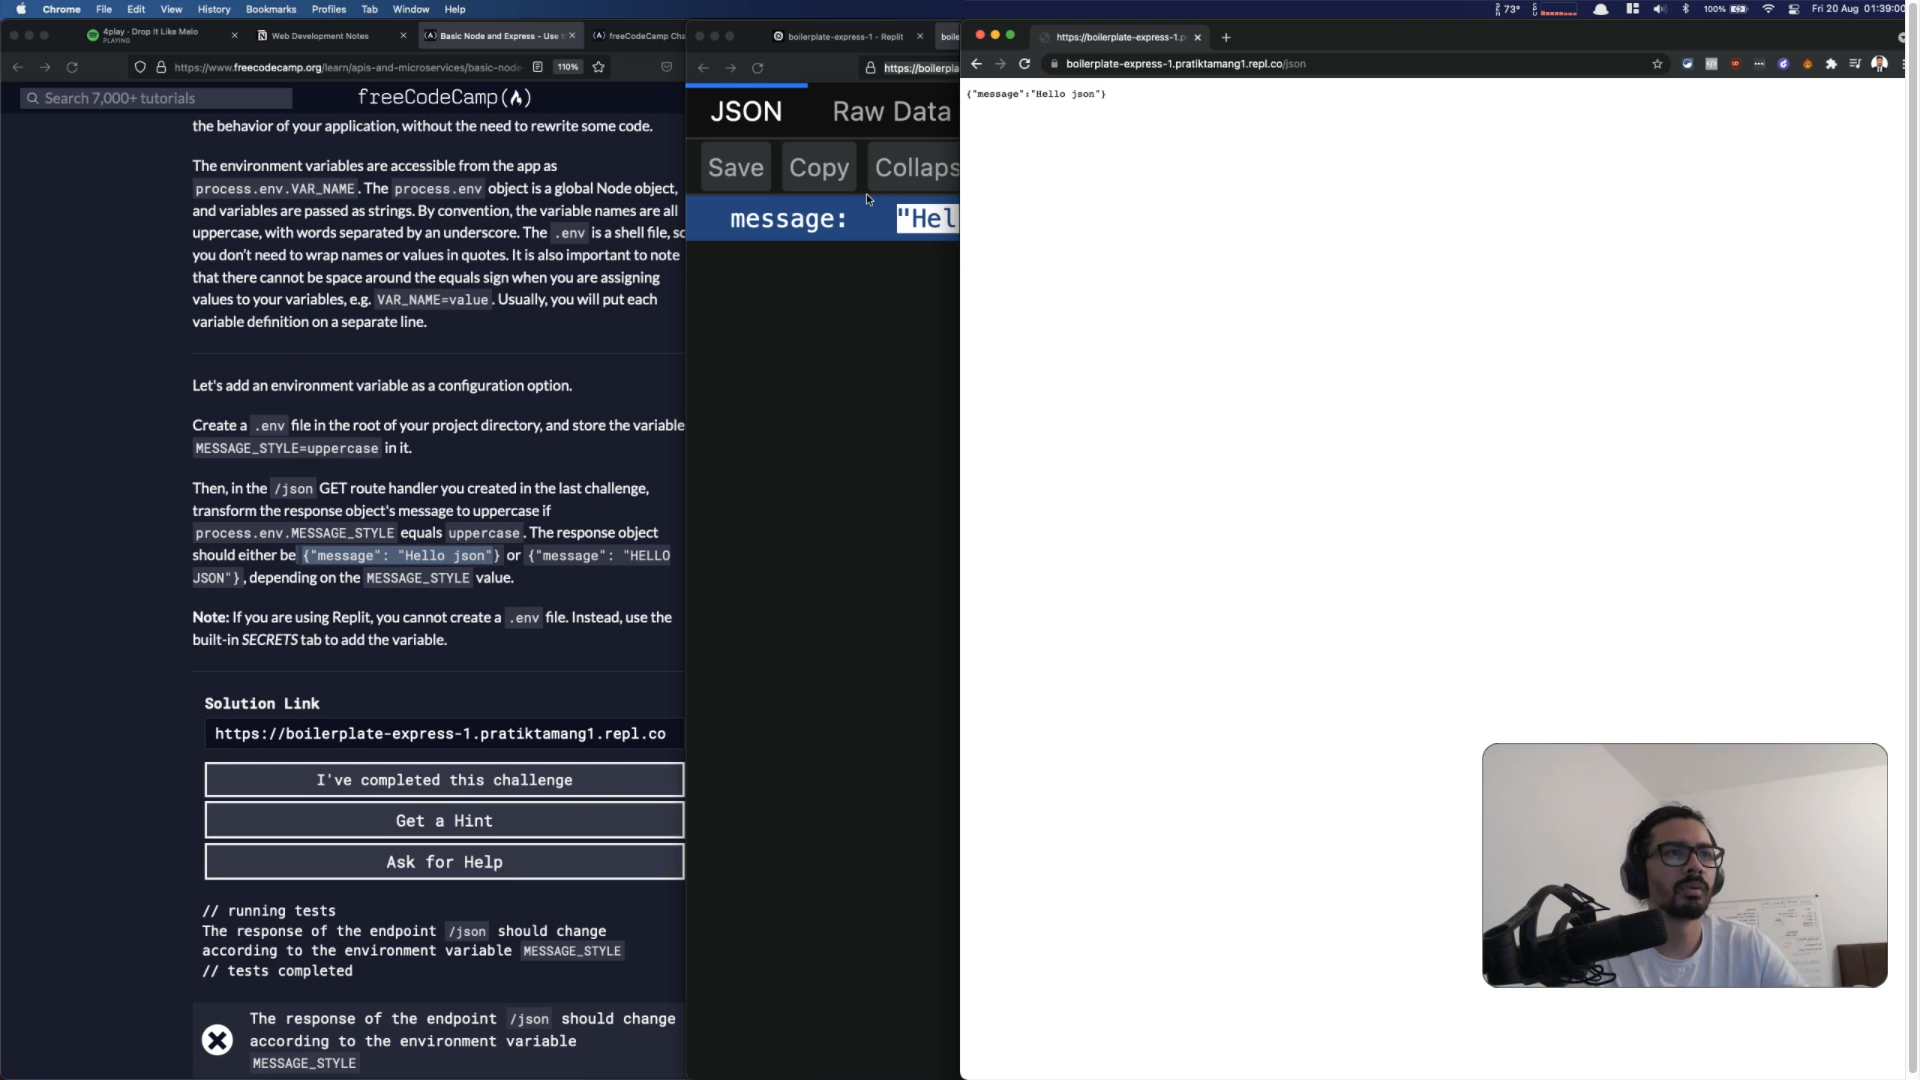 Chrome File Edit View History Bookmarks Profiles Tab Window Help
73° 100% Fri 20 Aug 01:39:00
4play - Drop It Like Melo
PLAYING
Web Development Notes
Basic Node and Express - Use t
freeCodeCamp Cha
https://www.freecodecamp.org/learn/apis-and-microservices/basic-node
110%
Search 7,000+ tutorials
freeCodeCamp
the behavior of your application, without the need to rewrite some code.
The environment variables are accessible from the app as
process.env.VAR_NAME. The process.env object is a global Node object,
and variables are passed as strings. By convention, the variable names are all
uppercase, with words separated by an underscore. The .env is a shell file, so
you don't need to wrap names or values in quotes. It is also important to note
that there cannot be space around the equals sign when you are assigning
values to your variables, e.g. VAR_NAME=value. Usually, you will put each
variable definition on a separate line.
Let's add an environment variable as a configuration option.
Create a .env file in the root of your project directory, and store the variable
MESSAGE_STYLE=uppercase in it.
Then, in the /json GET route handler you created in the last challenge,
transform the response object's message to uppercase if
process.env.MESSAGE_STYLE equals uppercase. The response object
should either be {"message": "Hello json"} or {"message": "HELLO
JSON"}, depending on the MESSAGE_STYLE value.
Note: If you are using Replit, you cannot create a .env file. Instead, use the
built-in SECRETS tab to add the variable.
Solution Link
https://boilerplate-express-1.pratiktamang1.repl.co
I've completed this challenge
Get a Hint
Ask for Help
// running tests
The response of the endpoint /json should change
according to the environment variable MESSAGE_STYLE
// tests completed
The response of the endpoint /json should change
according to the environment variable
MESSAGE_STYLE
boilerplate-express-1 - Replit
boile
https://boilerpla
JSON Raw Data
Save Copy Collaps
message: "Hel
https://boilerplate-express-1.p
boilerplate-express-1.pratiktamang1.repl.co/json
{"message":"Hello json"}